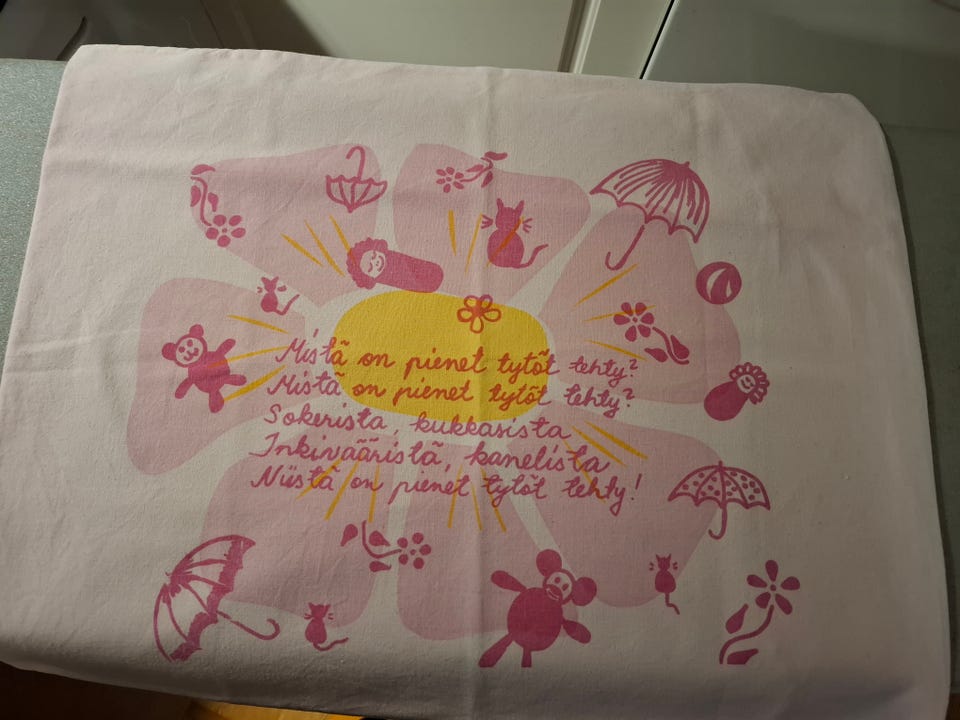 Mistä on pienet tytöt tehty?
Mistä on pienet tytöt tehty?
Sokerista, kukkasista
Inkivääristä, kanelista
Niistä on pienet tytöt tehty!